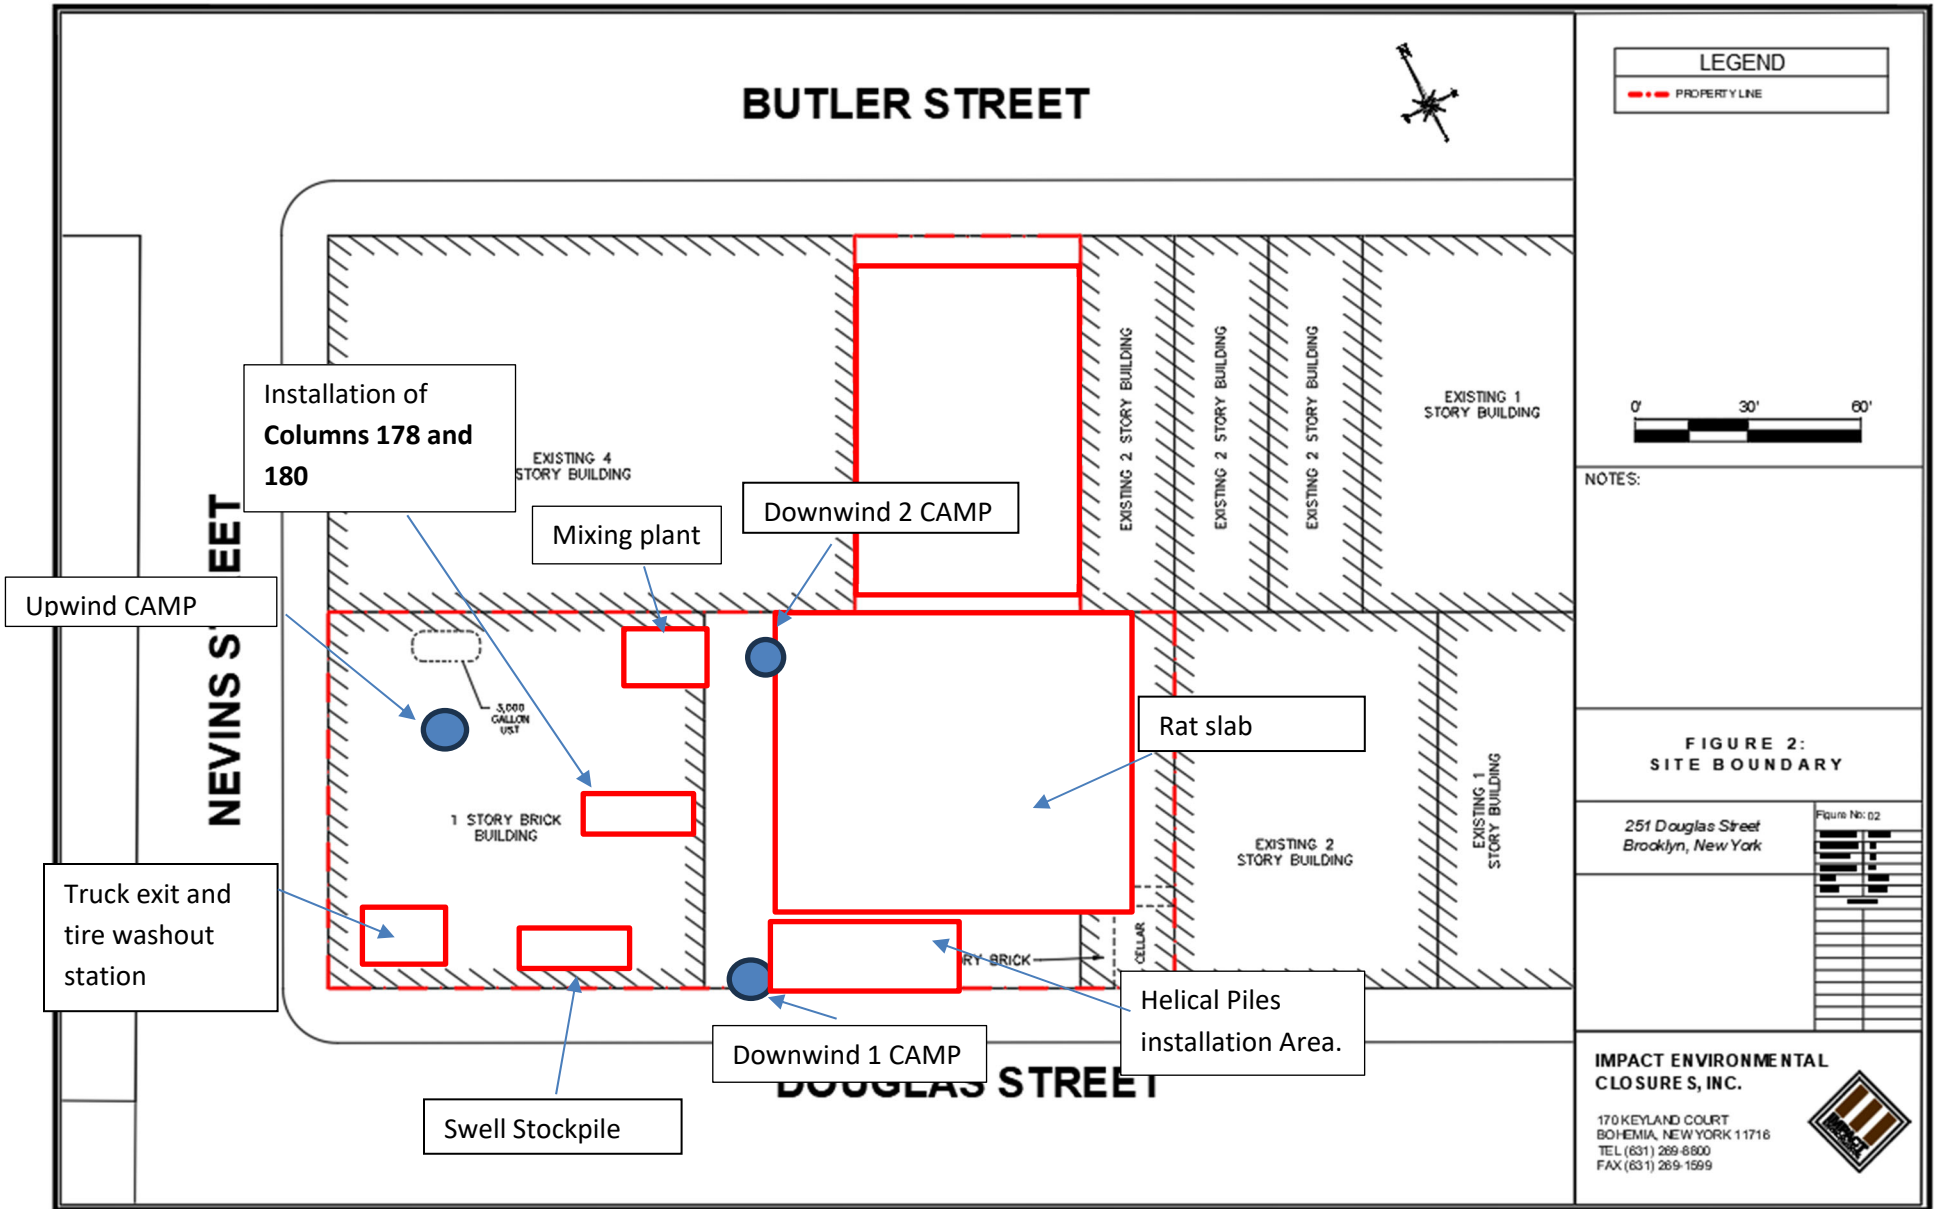 BUTLER STREET
N
LEGEND
PROPERTY LINE
Installation of
Columns 178 and
180
EXISTING 4
STORY BUILDING
Mixing plant
Downwind 2 CAMP
EXISTING 2 STORY BUILDING
EXISTING 2 STORY BUILDING
EXISTING 2 STORY BUILDING
EXISTING 1
STORY BUILDING
0' 30' 60'
NOTES:
Upwind CAMP
NEVINS
3,000
GALLON
UST
Rat slab
1 STORY BRICK
BUILDING
EXISTING 2
STORY BUILDING
EXISTING 1
STORY BUILDING
FIGURE 2:
SITE BOUNDARY
251 Douglas Street
Brooklyn, New York
Figure No: 02
Truck exit and
tire washout
station
BRICK
CELLAR
Helical Piles
installation Area.
Downwind 1 CAMP
DOUGLAS STREET
Swell Stockpile
IMPACT ENVIRONMENTAL
CLOSURES, INC.
170 KEYLAND COURT
BOHEMIA, NEW YORK 11716
TEL (631) 269-8800
FAX (631) 269-1599
IMPACT